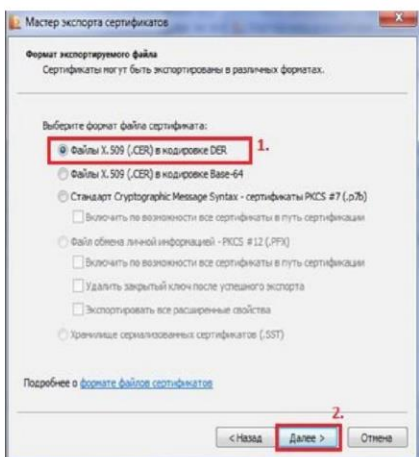 Мастер экспорта сертификатов
Формат экспортируемого файла
Сертификаты могут быть экспортированы в различных форматах.
Выберите формат файла сертификата:
Файлы X.509 (.CER) в кодировке DER
1.
Файлы X.509 (.CER) в кодировке Base-64
Стандарт Cryptographic Message Syntax - сертификаты PKCS #7 (.p7b)
Включить по возможности все сертификаты в путь сертификации
Файл обмена личной информацией - PKCS #12 (.PFX)
Включить по возможности все сертификаты в путь сертификации
Удалить закрытый ключ после успешного экспорта
Экспортировать все расширенные свойства
Хранилище сериализованных сертификатов (.SST)
Подробнее о формате файлов сертификатов
2.
< Назад
Далее >
Отмена